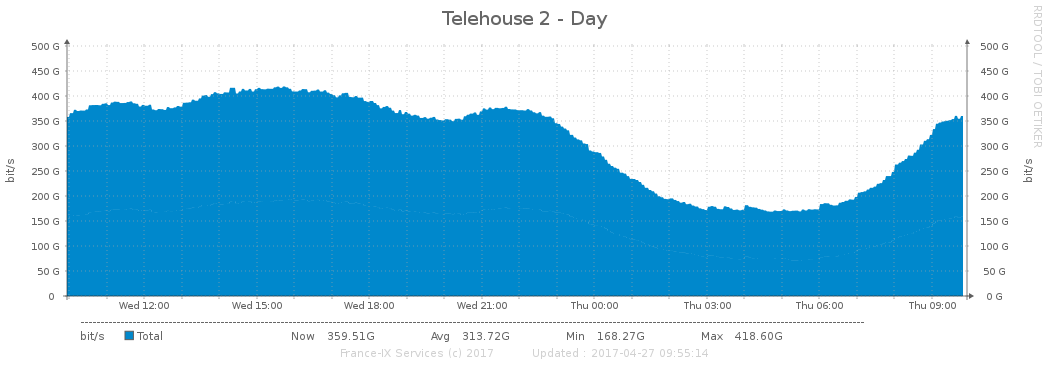 Telehouse 2 - Day
RRDTOOL / TOBI OETIKER
500 G 500 G
450 G 450 G
400 G 400 G
350 G 350 G
300 G 300 G
250 G 250 G
200 G 200 G
150 G 150 G
100 G 100 G
50 G 50 G
0 0 G
bit/s
bit/s
Wed 12:00 Wed 15:00 Wed 18:00 Wed 21:00 Thu 00:00 Thu 03:00 Thu 06:00 Thu 09:00
bit/s Total Now 359.51G Avg 313.72G Min 168.27G Max 418.60G
France-IX Services (c) 2017 Updated : 2017-04-27 09:55:14